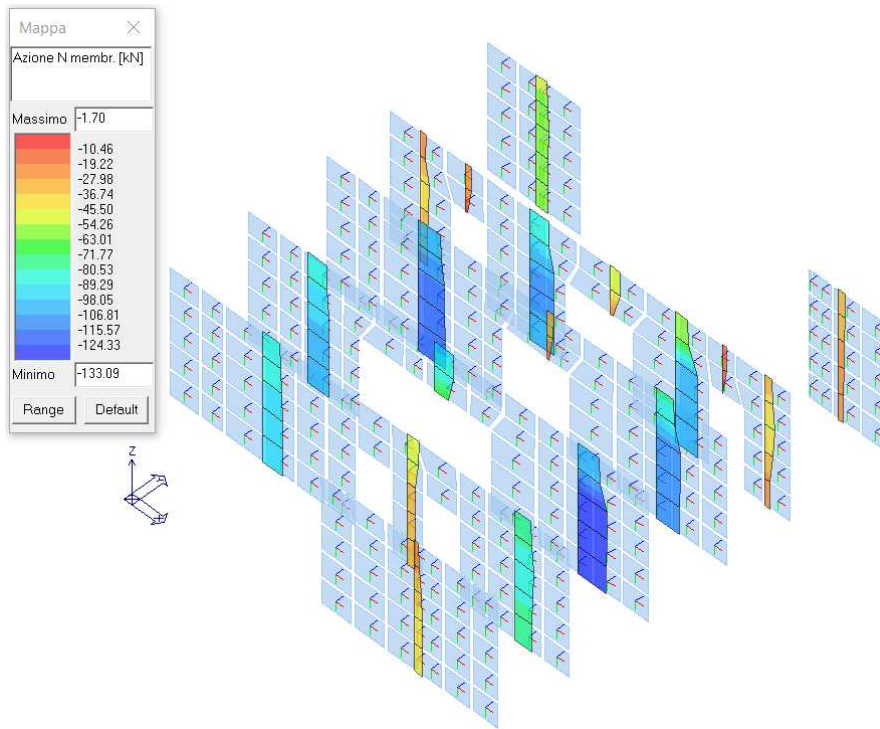 Mappa
Azione N membr. [kN]
Massimo -1.70
-10.46
-19.22
-27.98
-36.74
-45.50
-54.26
-63.01
-71.77
-80.53
-89.29
-98.05
-106.81
-115.57
-124.33
Minimo -133.09
Range Default
Z